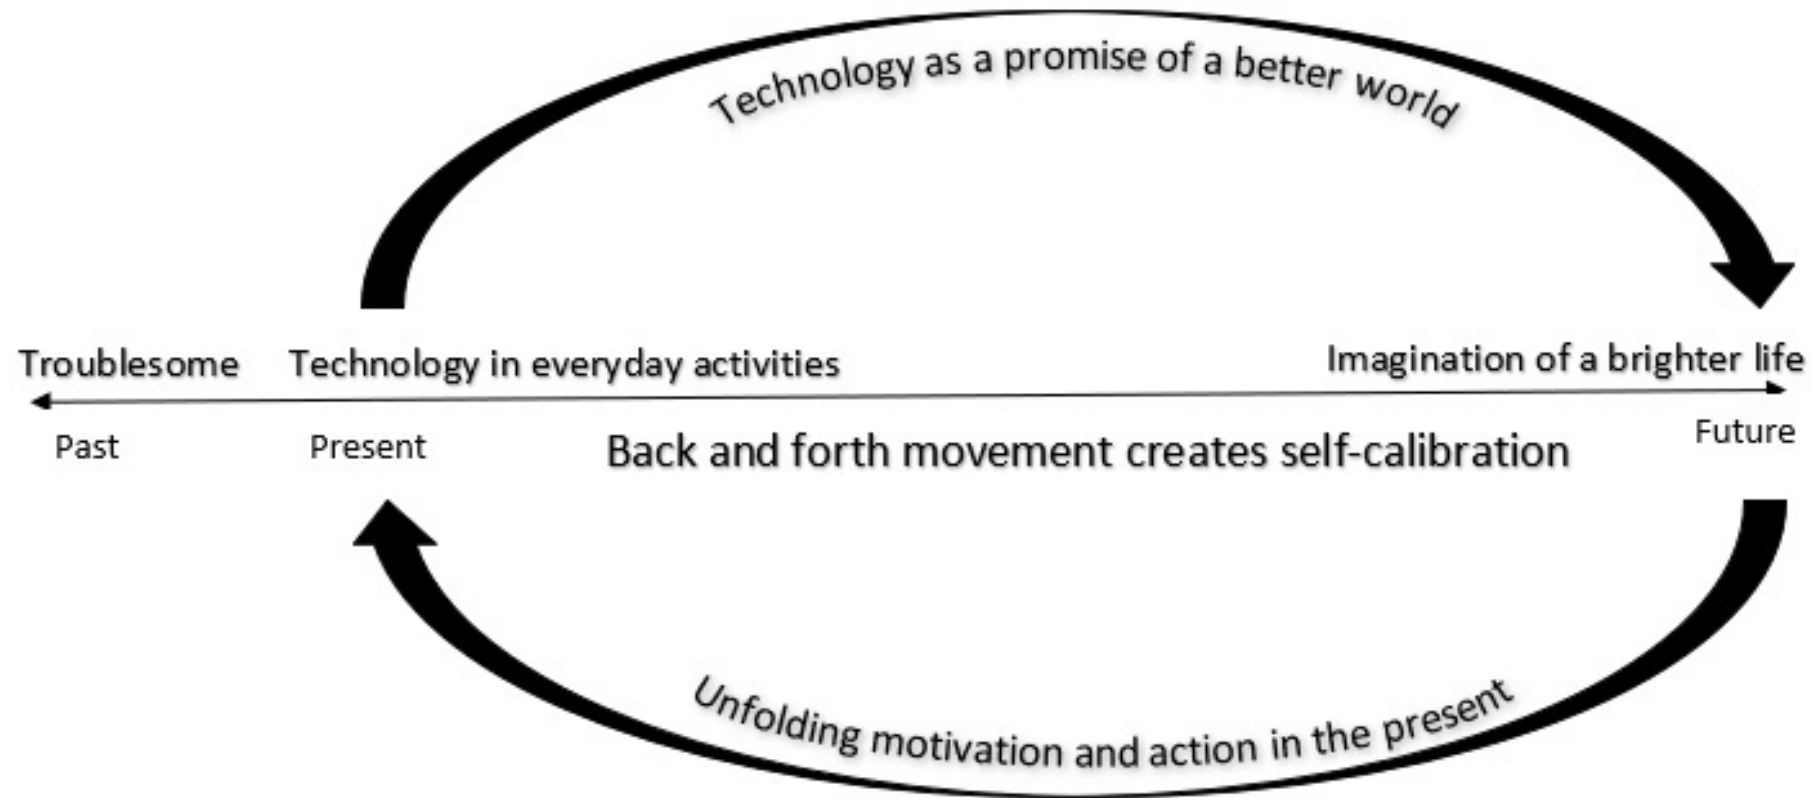 Technology as a promise of a better world
Troublesome
Technology in everyday activities
Imagination of a brighter life
Past
Present
Back and forth movement creates self-calibration
Future
Unfolding motivation and action in the present